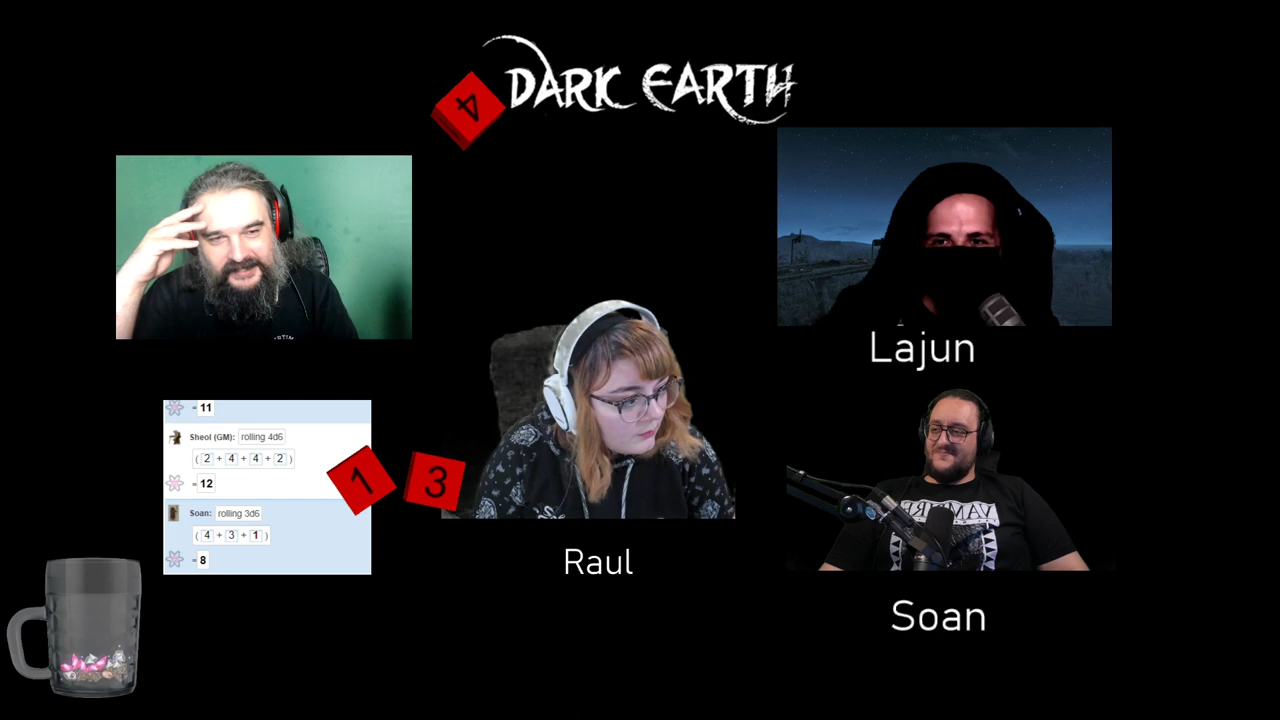 DARK EARTH
4
Lajun
= 11
Sheol (GM): rolling 4d6
( 2 + 4 + 4 + 2 )
= 12
Soan: rolling 3d6
( 4 + 3 + 1 )
= 8
1
3
Raul
Soan